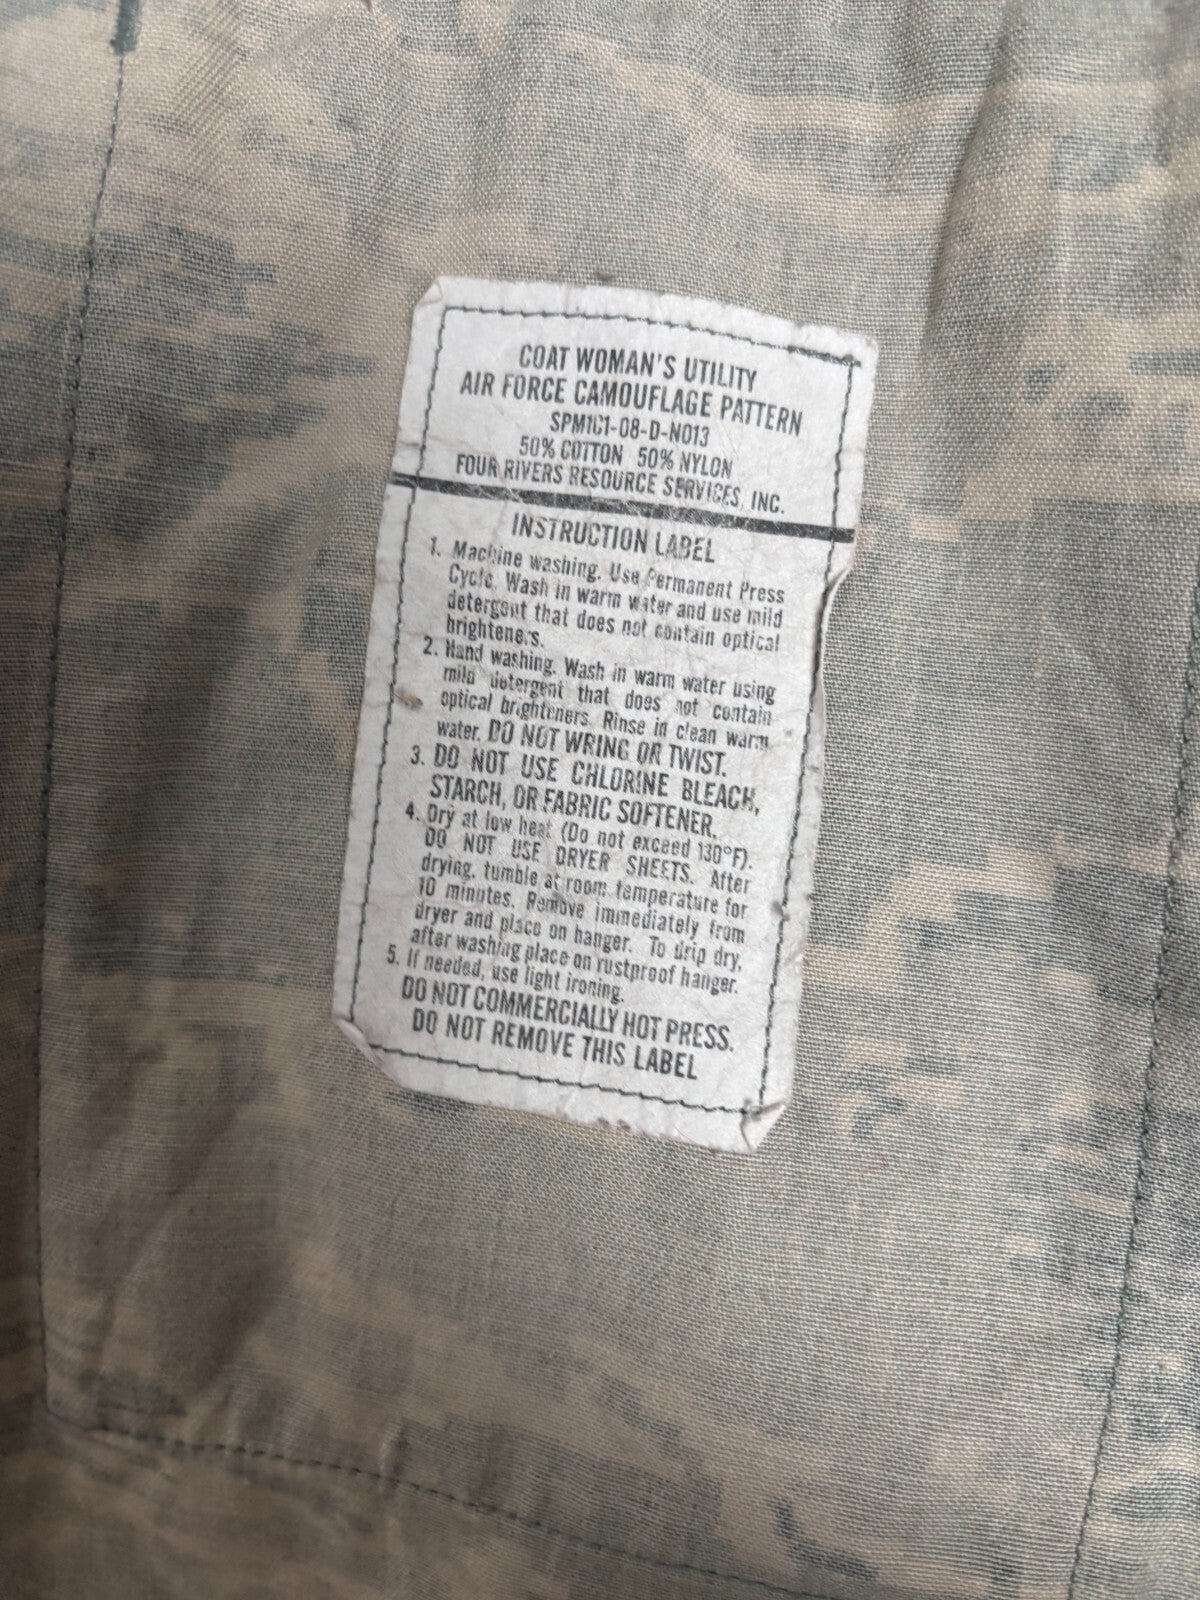 COAT WOMAN'S UTILITY
AIR FORCE CAMOUFLAGE PATTERN
SPM1C1-08-D-N013
50% COTTON 50% NYLON
FOUR RIVERS RESOURCE SERVICES, INC.
INSTRUCTION LABEL
1. Machine washing. Use Permanent Press
Cycle. Wash in warm water and use mild
detergent that does not contain optical
brighteners.
2. Hand washing. Wash in warm water using
mild detergent that does not contain
optical brighteners. Rinse in clean warm
water. DO NOT WRING OR TWIST.
3. DO NOT USE CHLORINE BLEACH,
STARCH, OR FABRIC SOFTENER.
4. Dry at low heat (Do not exceed 130°F).
DO NOT USE DRYER SHEETS. After
drying, tumble at room temperature for
10 minutes. Remove immediately from
dryer and place on hanger. To drip dry,
after washing place on rustproof hanger.
5. If needed, use light ironing.
DO NOT COMMERCIALLY HOT PRESS.
DO NOT REMOVE THIS LABEL